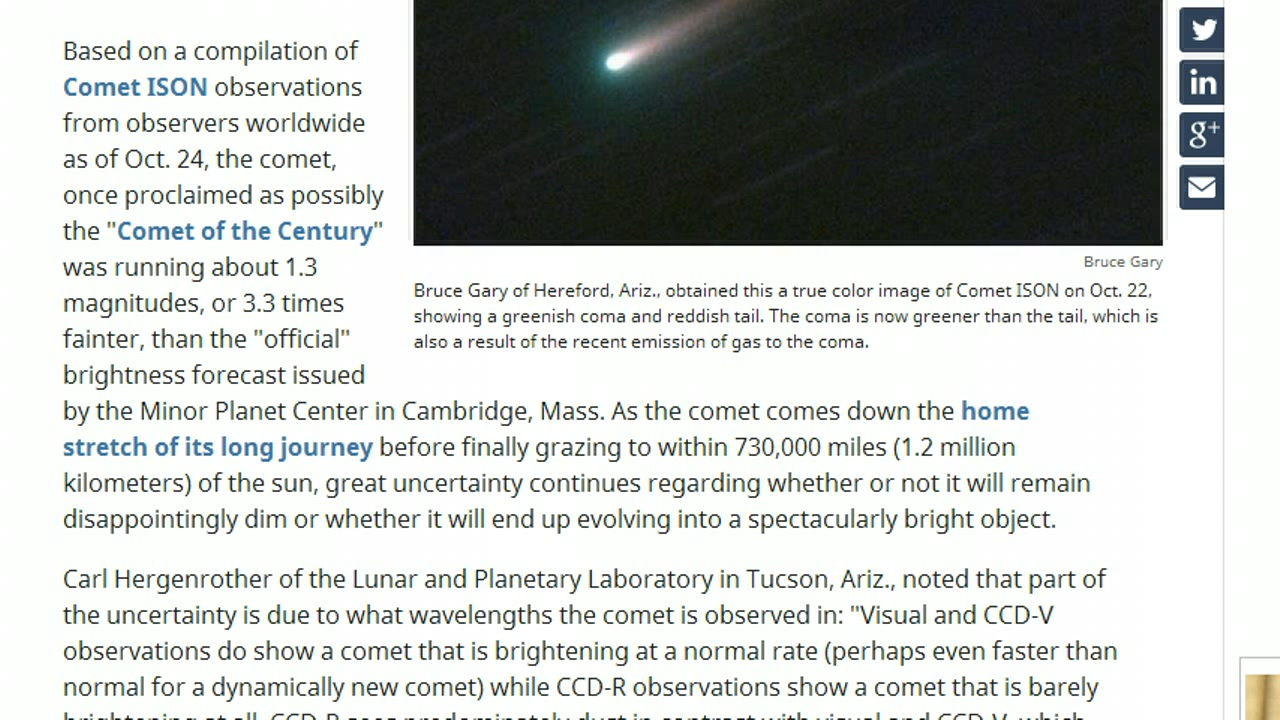 Based on a compilation of
Comet ISON observations
from observers worldwide
as of Oct. 24, the comet,
once proclaimed as possibly
the "Comet of the Century"
was running about 1.3
magnitudes, or 3.3 times
fainter, than the "official"
brightness forecast issued
by the Minor Planet Center in Cambridge, Mass. As the comet comes down the home
stretch of its long journey before finally grazing to within 730,000 miles (1.2 million
kilometers) of the sun, great uncertainty continues regarding whether or not it will remain
disappointingly dim or whether it will end up evolving into a spectacularly bright object.
Bruce Gary
Bruce Gary of Hereford, Ariz., obtained this a true color image of Comet ISON on Oct. 22,
showing a greenish coma and reddish tail. The coma is now greener than the tail, which is
also a result of the recent emission of gas to the coma.
in
g+
Carl Hergenrother of the Lunar and Planetary Laboratory in Tucson, Ariz., noted that part of
the uncertainty is due to what wavelengths the comet is observed in: "Visual and CCD-V
observations do show a comet that is brightening at a normal rate (perhaps even faster than
normal for a dynamically new comet) while CCD-R observations show a comet that is barely